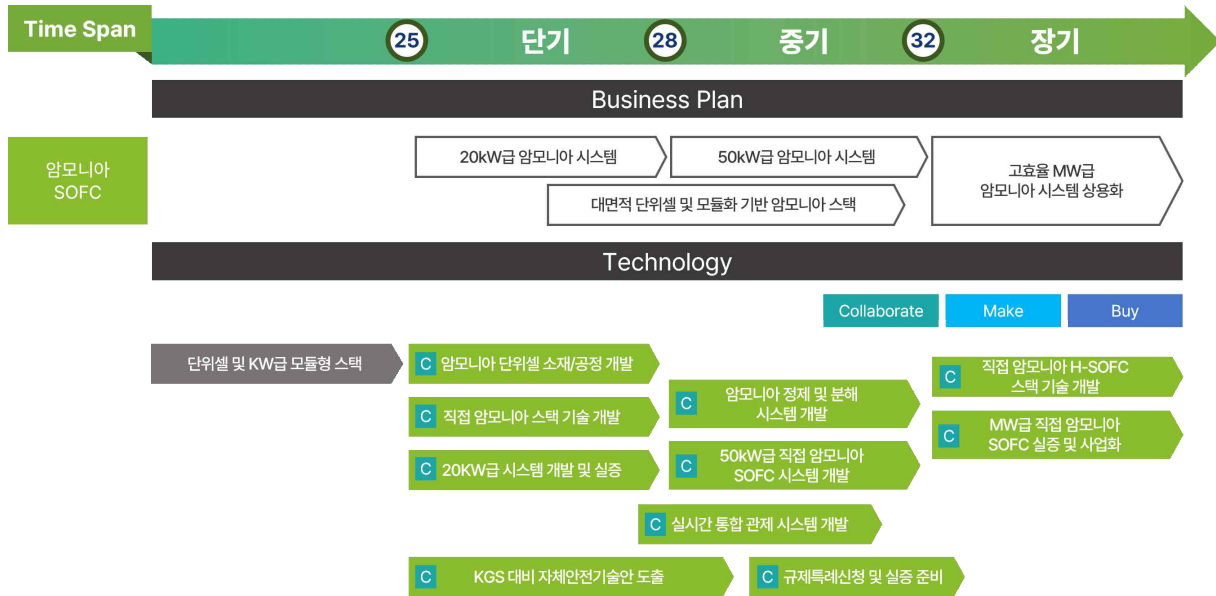 Time Span
25
단기
28
중기
32
장기
Business Plan
암모니아
SOFC
20kW급 암모니아 시스템
50kW급 암모니아 시스템
고효율 MW급
암모니아 시스템 상용화
대면적 단위셀 및 모듈화 기반 암모니아 스택
Technology
Collaborate
Make
Buy
단위셀 및 KW급 모듈형 스택
C 암모니아 단위셀 소재/공정 개발
C 직접 암모니아 H-SOFC
스택 기술 개발
C 암모니아 정제 및 분해
시스템 개발
C 직접 암모니아 스택 기술 개발
C MW급 직접 암모니아
SOFC 실증 및 사업화
C 20KW급 시스템 개발 및 실증
C 50kW급 직접 암모니아
SOFC 시스템 개발
C 실시간 통합 관제 시스템 개발
C KGS 대비 자체안전기술안 도출
C 규제특례신청 및 실증 준비